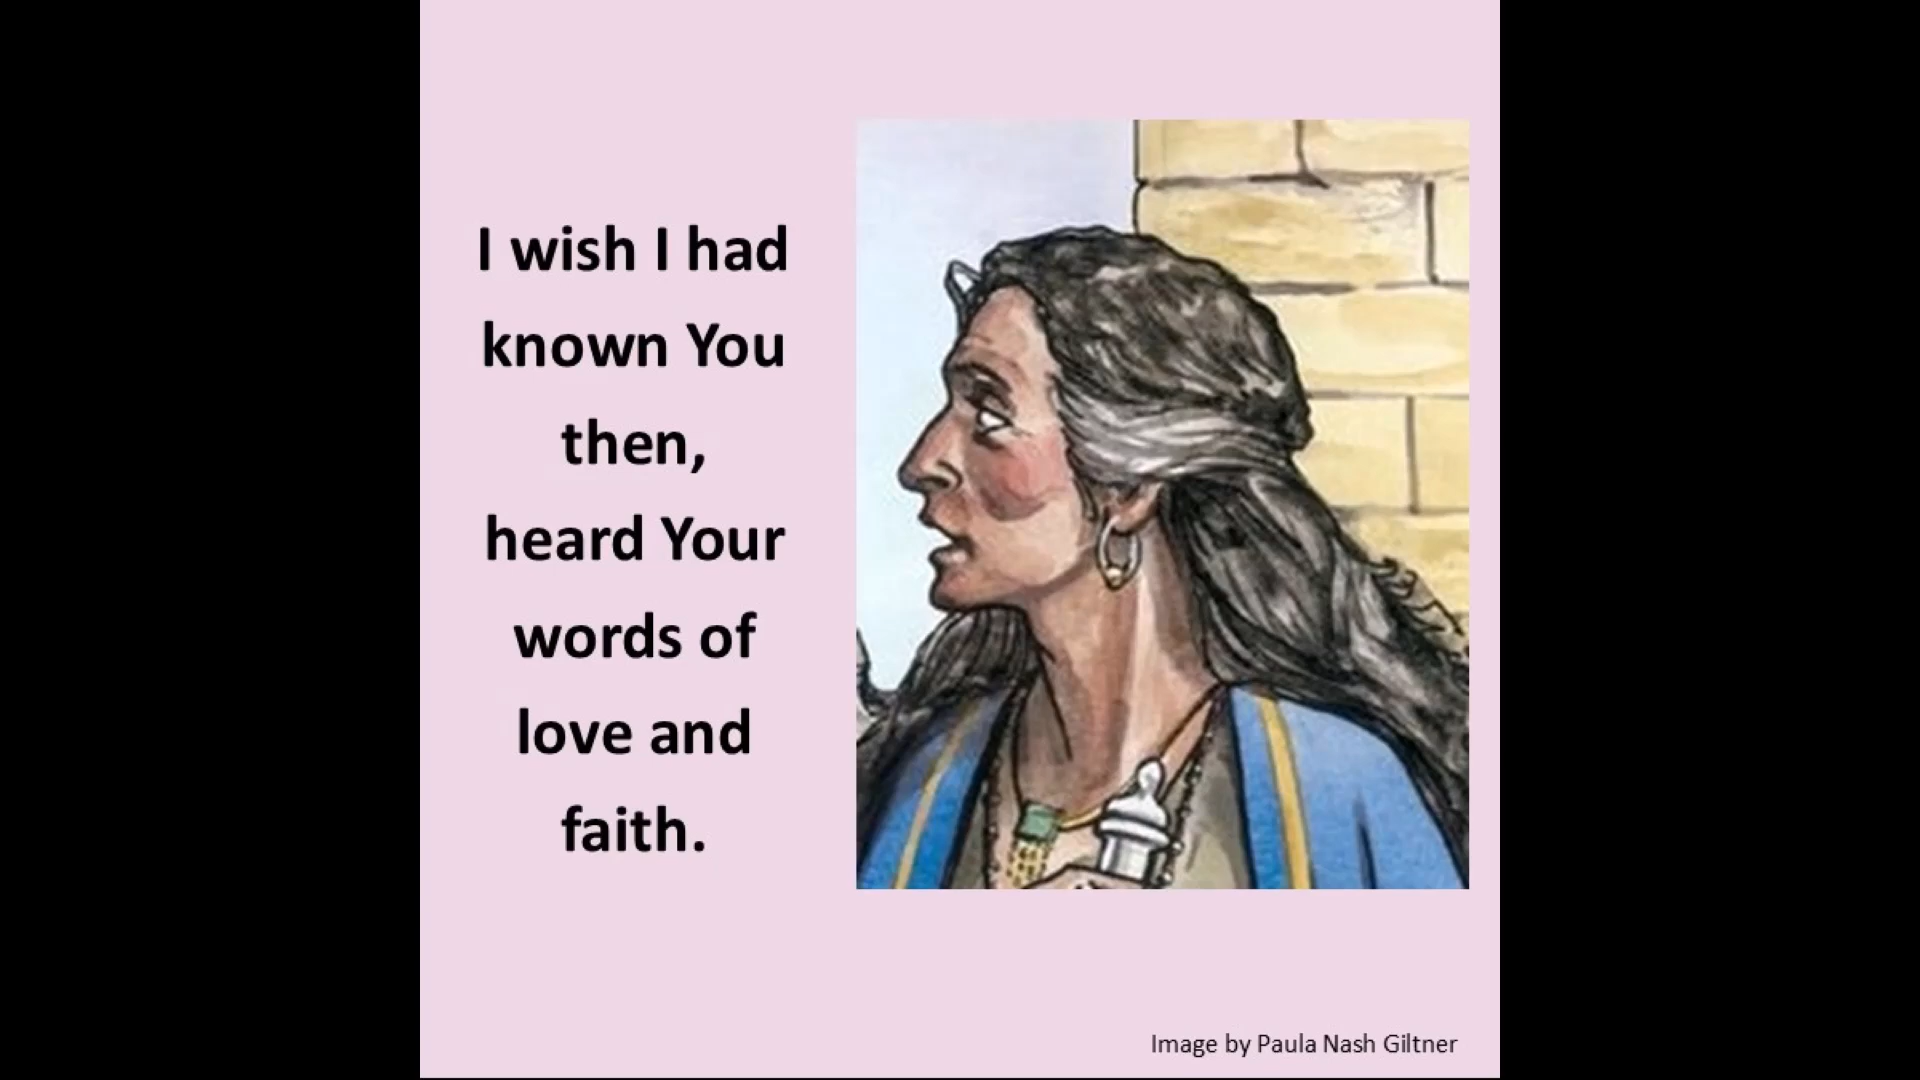 I wish I had
known You
then,
heard Your
words of
love and
faith.
Image by Paula Nash Giltner